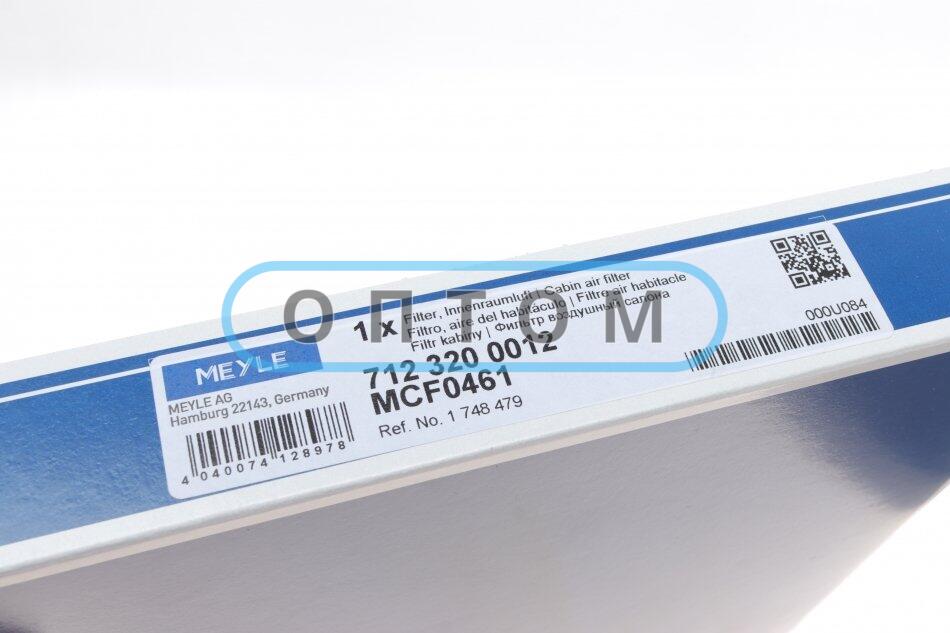 1 x
Filter, Innenraumluft | Cabin air filter
Filtro, aire del habitáculo | Filtre air habitacle
Filtr kabiny | Фильтр воздушный салона
ОПТОМ
MEYLE
712 320 0012
MCF0461
Ref. No. 1 748 479
MEYLE AG
Hamburg 22143, Germany
4 040074 128978
000U084